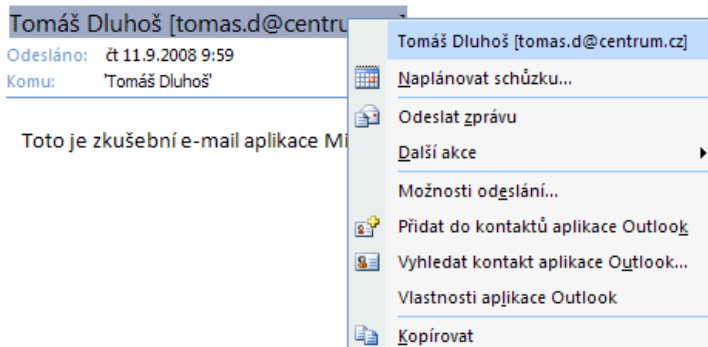 Tomáš Dluhoš [tomas.d@centru
Odesláno: čt 11.9.2008 9:59
Komu: 'Tomáš Dluhoš'
Toto je zkušební e-mail aplikace Mi
Tomáš Dluhoš [tomas.d@centrum.cz]
Naplánovat schůzku...
Odeslat zprávu
Další akce
Možnosti odeslání...
Přidat do kontaktů aplikace Outlook
Vyhledat kontakt aplikace Outlook...
Vlastnosti aplikace Outlook
Kopírovat